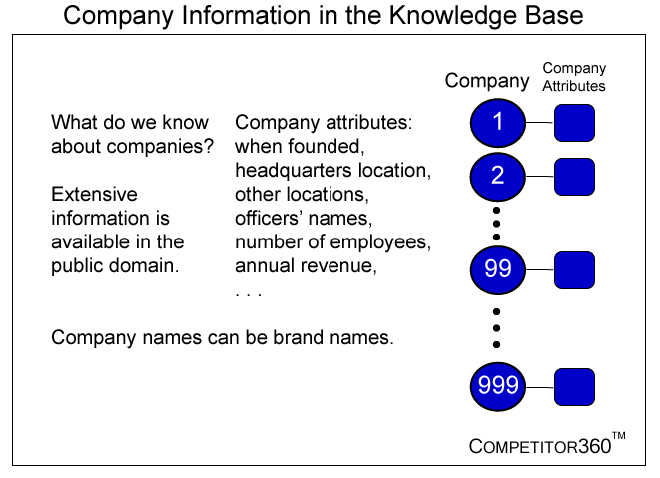 Company Information in the Knowledge Base
Company
Company
Attributes
What do we know
about companies?
Extensive
information is
available in the
public domain.
Company attributes:
when founded,
headquarters location,
other locations,
officers’ names,
number of employees,
annual revenue,
. . .
1
2
99
999
Company names can be brand names.
COMPETITOR360™